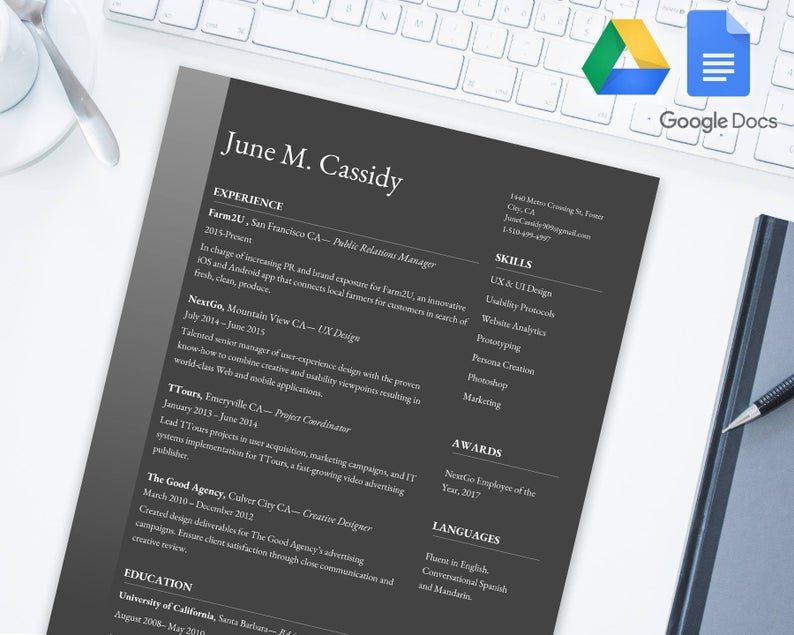 Google Docs
June M. Cassidy
1440 Metro Crossing St, Foster
City, CA
JuneCassidy909@gmail.com
1-510-499-4997
EXPERIENCE
Farm2U , San Francisco CA— Public Relations Manager
2015-Present
In charge of increasing PR and brand exposure for Farm2U, an innovative
iOS and Android app that connects local farmers for customers in search of
fresh, clean, produce.
NextGo, Mountain View CA— UX Design
July 2014 – June 2015
Talented senior manager of user-experience design with the proven
know-how to combine creative and usability viewpoints resulting in
world-class Web and mobile applications.
TTours, Emeryville CA— Project Coordinator
January 2013 – June 2014
Lead TTours projects in user acquisition, marketing campaigns, and IT
systems implementation for TTours, a fast-growing video advertising
publisher.
The Good Agency, Culver City CA— Creative Designer
March 2010 – December 2012
Created design deliverables for The Good Agency's advertising
campaigns. Ensure client satisfaction through close communication and
creative review.
EDUCATION
University of California, Santa Barbara—
August 2008– May 2010
SKILLS
UX & UI Design
Usability Protocols
Website Analytics
Prototyping
Persona Creation
Photoshop
Marketing
AWARDS
NextGo Employee of the
Year, 2017
LANGUAGES
Fluent in English.
Conversational Spanish
and Mandarin.